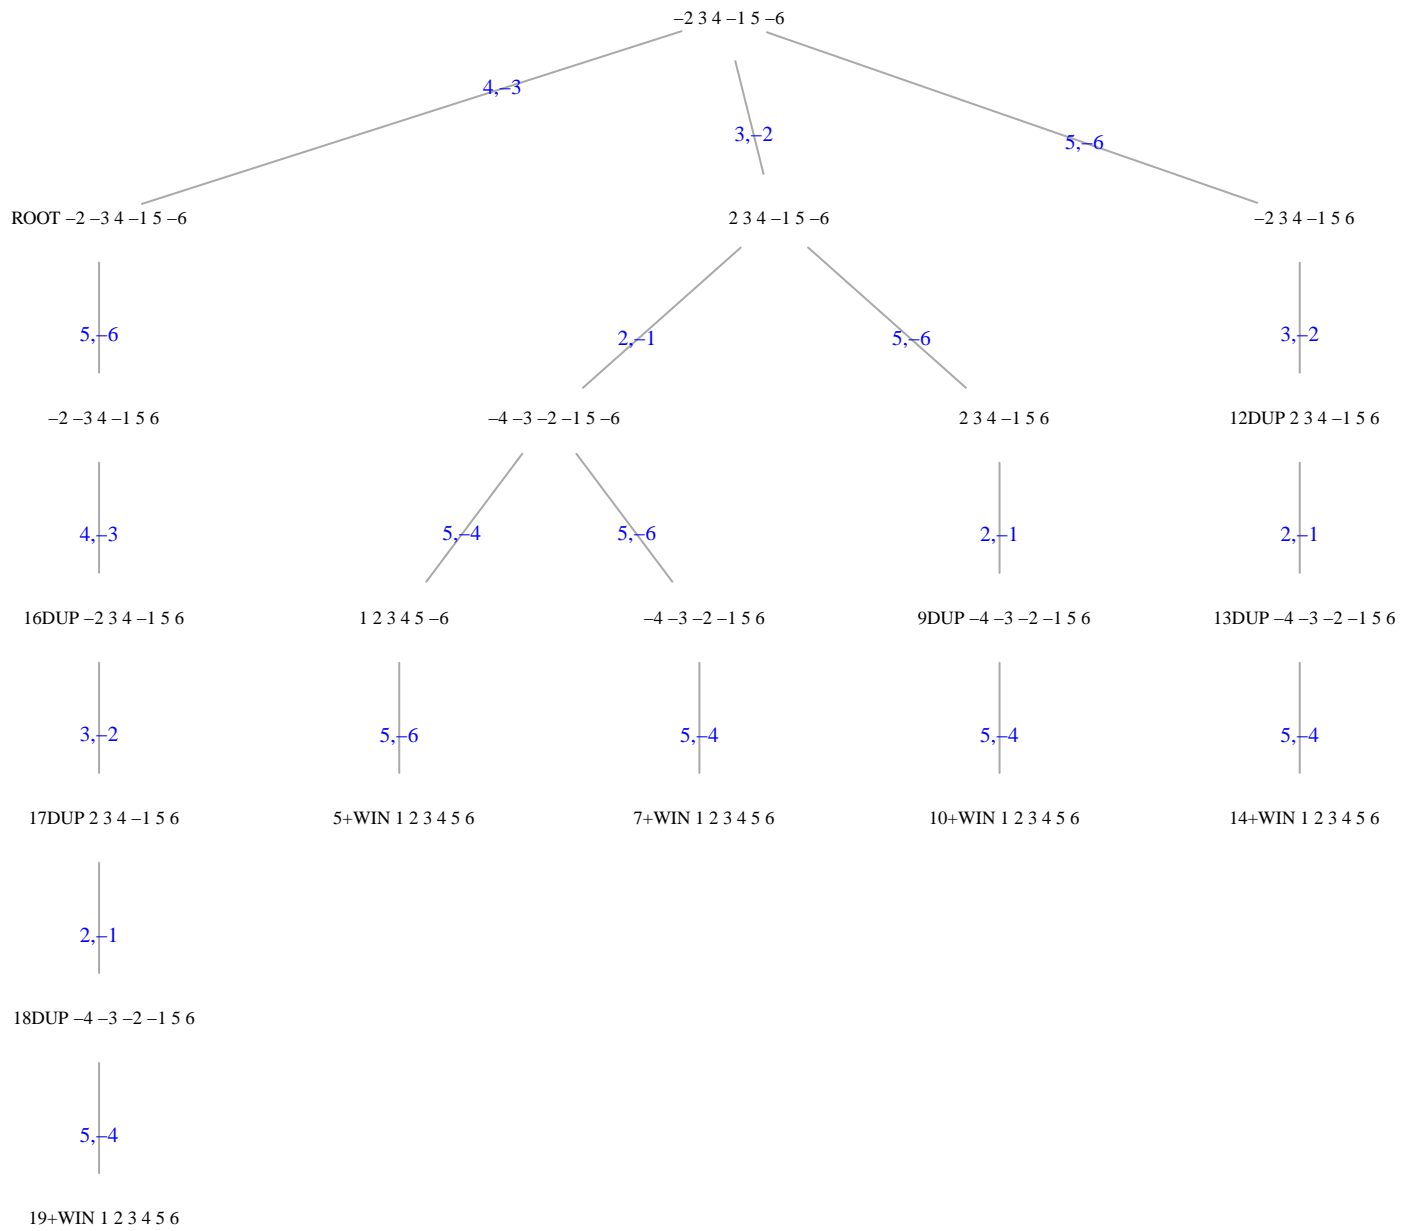 –2 3 4 –1 5 –6
4,–3
3,–2
5,–6
ROOT –2 –3 4 –1 5 –6
2 3 4 –1 5 –6
–2 3 4 –1 5 6
5,–6
2,–1
5,–6
3,–2
–2 –3 4 –1 5 6
–4 –3 –2 –1 5 –6
2 3 4 –1 5 6
12DUP 2 3 4 –1 5 6
4,–3
5,–4
5,–6
2,–1
2,–1
16DUP –2 3 4 –1 5 6
1 2 3 4 5 –6
–4 –3 –2 –1 5 6
9DUP –4 –3 –2 –1 5 6
13DUP –4 –3 –2 –1 5 6
3,–2
5,–6
5,–4
5,–4
5,–4
17DUP 2 3 4 –1 5 6
5+WIN 1 2 3 4 5 6
7+WIN 1 2 3 4 5 6
10+WIN 1 2 3 4 5 6
14+WIN 1 2 3 4 5 6
2,–1
18DUP –4 –3 –2 –1 5 6
5,–4
19+WIN 1 2 3 4 5 6